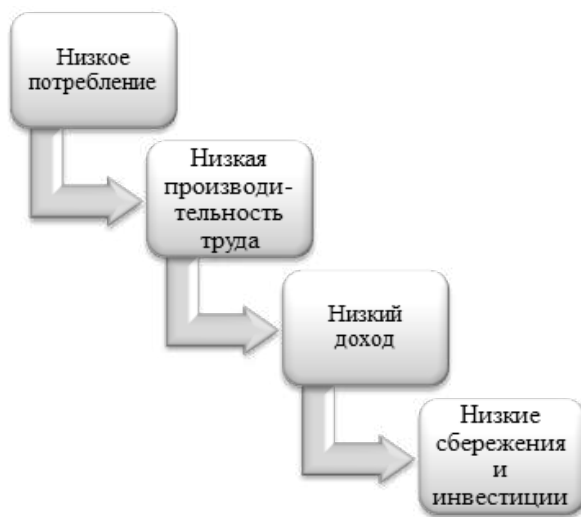 Низкое
потребление
Низкая
производи-
тельность
труда
Низкий
доход
Низкие
сбережения
и
инвестиции